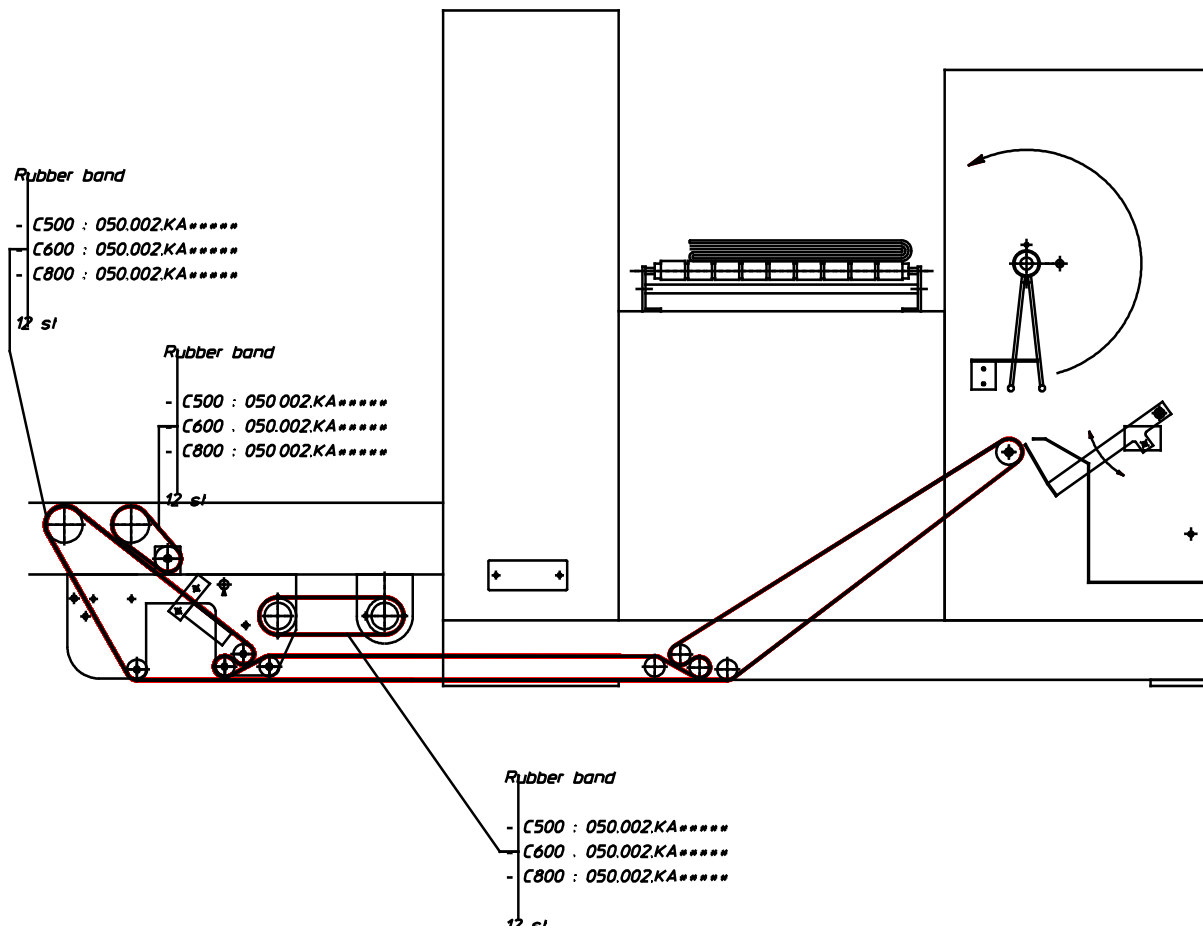 Rubber band
- C500 : 050.002.KA*****
- C600 : 050.002.KA*****
- C800 : 050.002.KA*****
12 st
Rubber band
- C500 : 050.002.KA*****
- C600 . 050.002.KA*****
- C800 : 050.002.KA*****
12 st
Rubber band
- C500 : 050.002.KA*****
- C600 . 050.002.KA*****
- C800 : 050.002.KA*****
12 st